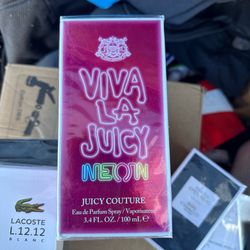 VIVA
LA
JUICY
NEON
JUICY COUTURE
Eau de Parfum Spray / Vaporisateur
3.4 FL. OZ. / 100 ml ℮
LACOSTE
L.12.12
BLANC